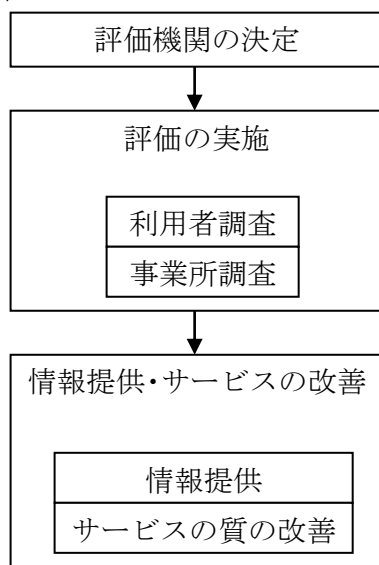 評価機関の決定
評価の実施
利用者調査
事業所調査
情報提供･サービスの改善
情報提供
サービスの質の改善